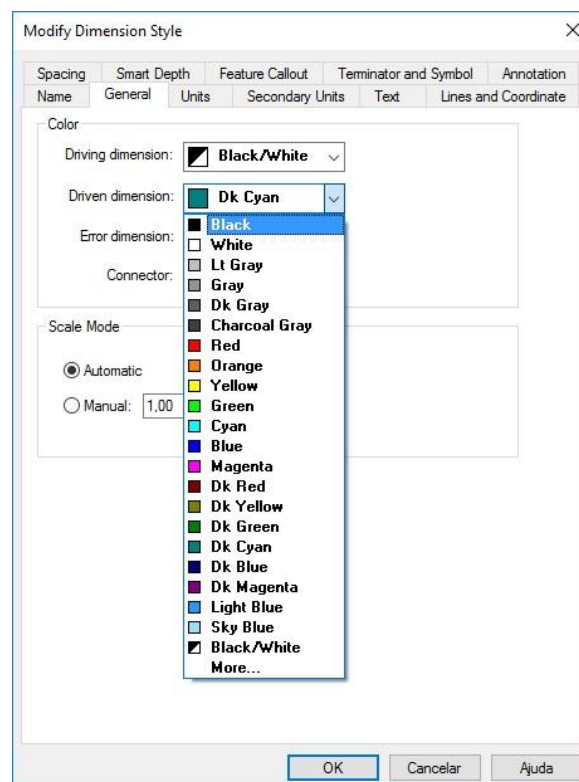 Modify Dimension Style
Spacing Smart Depth Feature Callout Terminator and Symbol Annotation
Name General Units Secondary Units Text Lines and Coordinate
Color
Driving dimension: Black/White
Driven dimension: Dk Cyan
Error dimension:
Connector:
Scale Mode
Automatic
Manual: 1,00
Black
White
Lt Gray
Gray
Dk Gray
Charcoal Gray
Red
Orange
Yellow
Green
Cyan
Blue
Magenta
Dk Red
Dk Yellow
Dk Green
Dk Cyan
Dk Blue
Dk Magenta
Light Blue
Sky Blue
Black/White
More...
OK Cancelar Ajuda